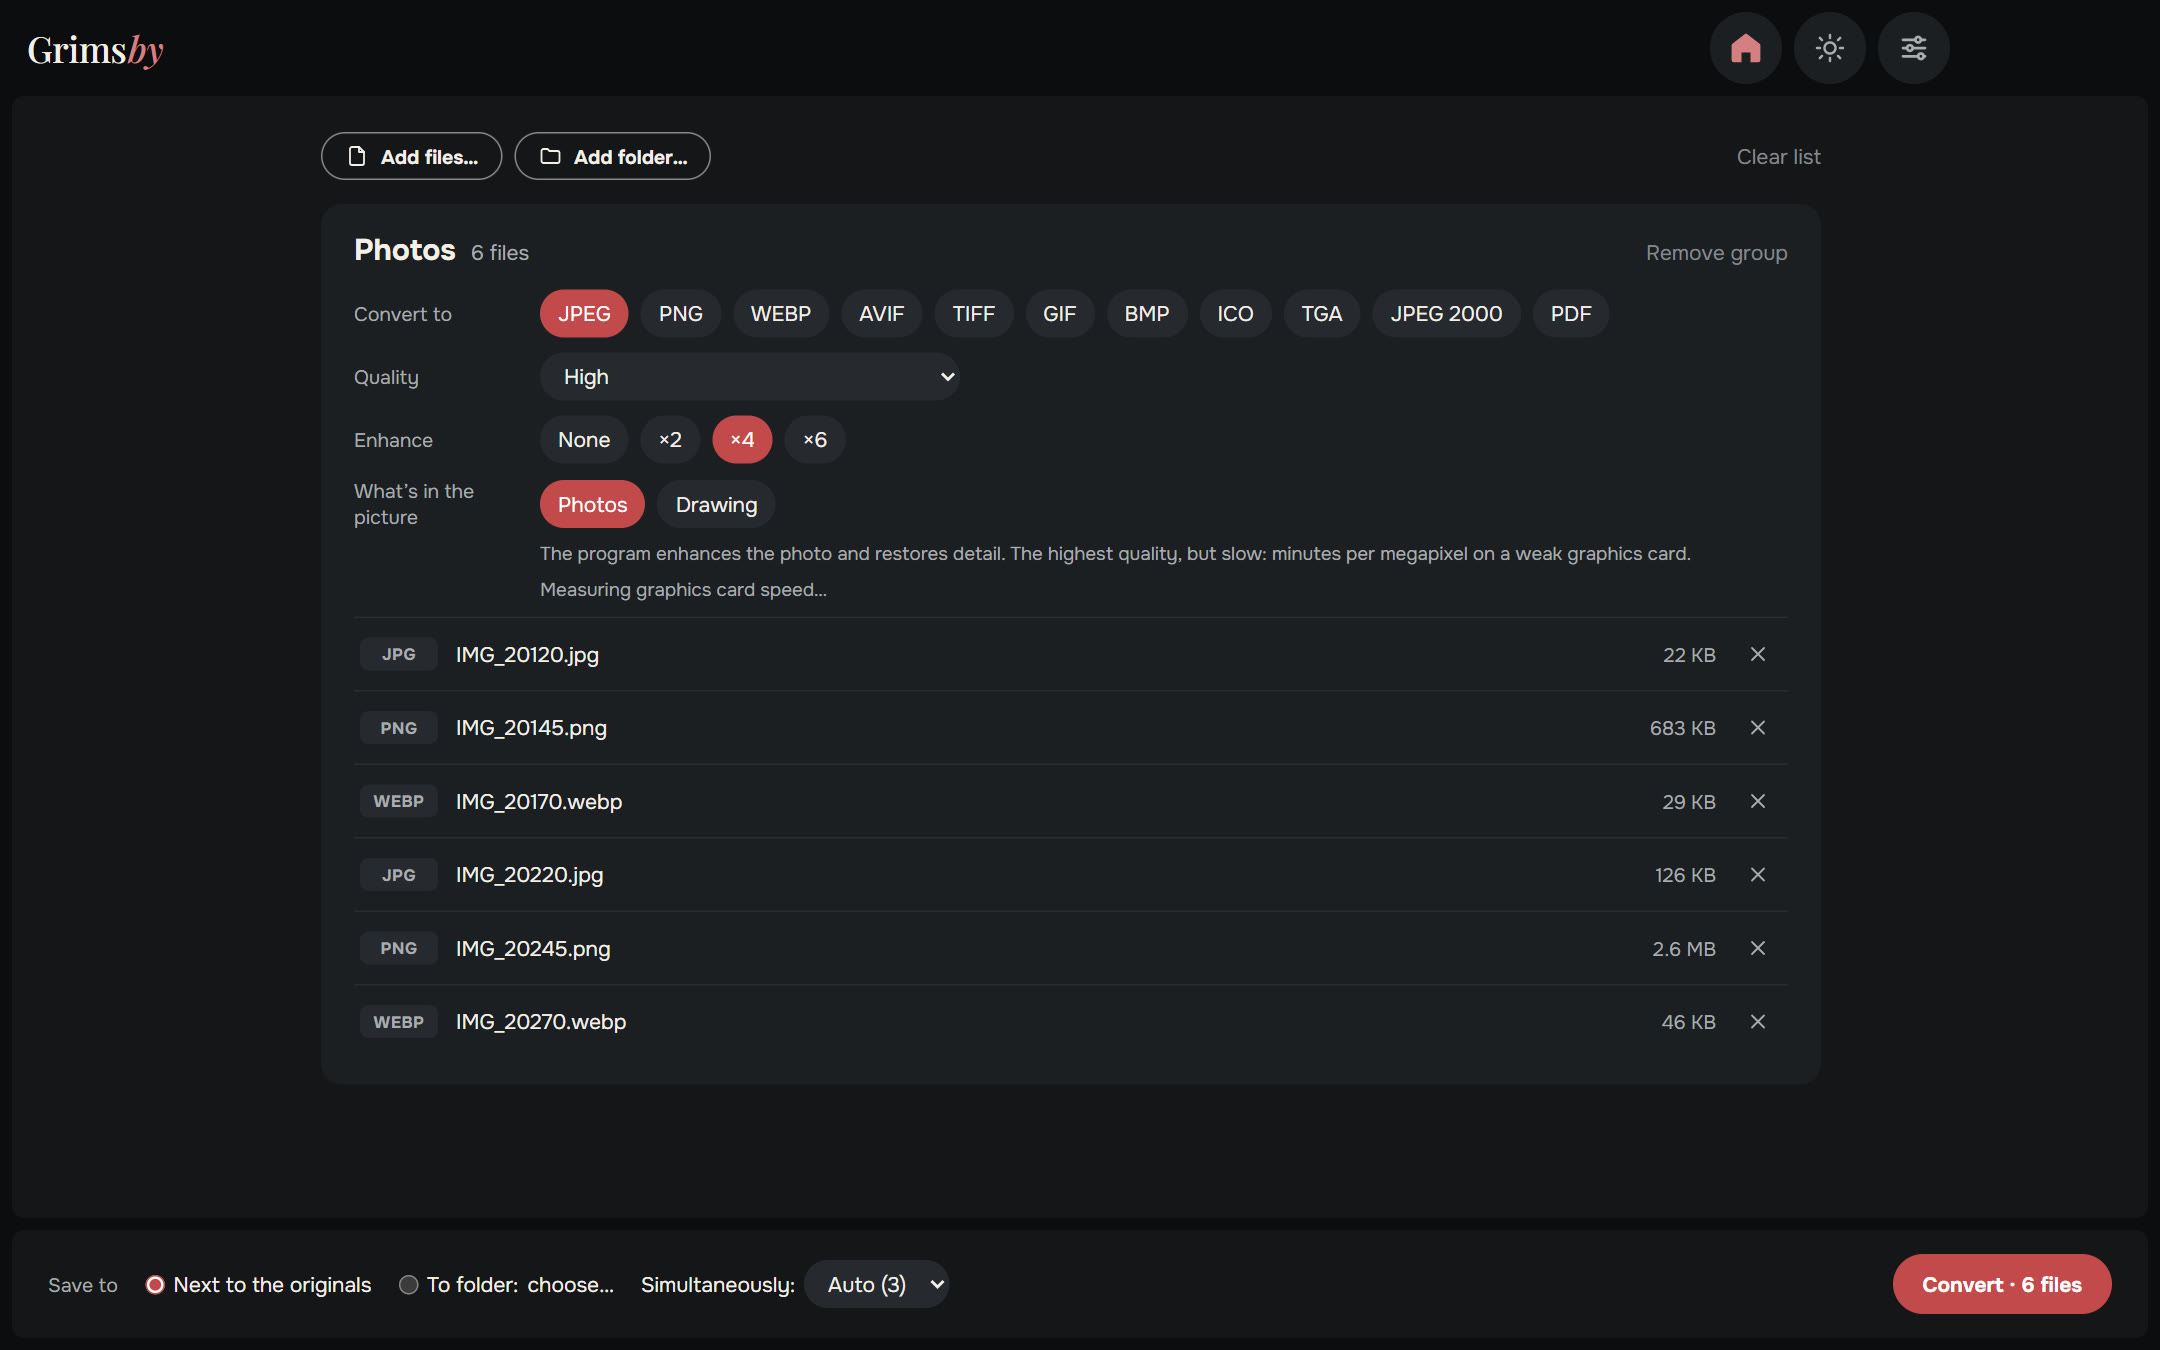 Grimsby
Add files...
Add folder...
Clear list
Photos 6 files
Remove group
Convert to
JPEG PNG WEBP AVIF TIFF GIF BMP ICO TGA JPEG 2000 PDF
Quality
High
Enhance
None ×2 ×4 ×6
What's in the
picture
Photos Drawing
The program enhances the photo and restores detail. The highest quality, but slow: minutes per megapixel on a weak graphics card.
Measuring graphics card speed...
JPG IMG_20120.jpg 22 KB
PNG IMG_20145.png 683 KB
WEBP IMG_20170.webp 29 KB
JPG IMG_20220.jpg 126 KB
PNG IMG_20245.png 2.6 MB
WEBP IMG_20270.webp 46 KB
Save to Next to the originals To folder: choose... Simultaneously: Auto (3)
Convert · 6 files